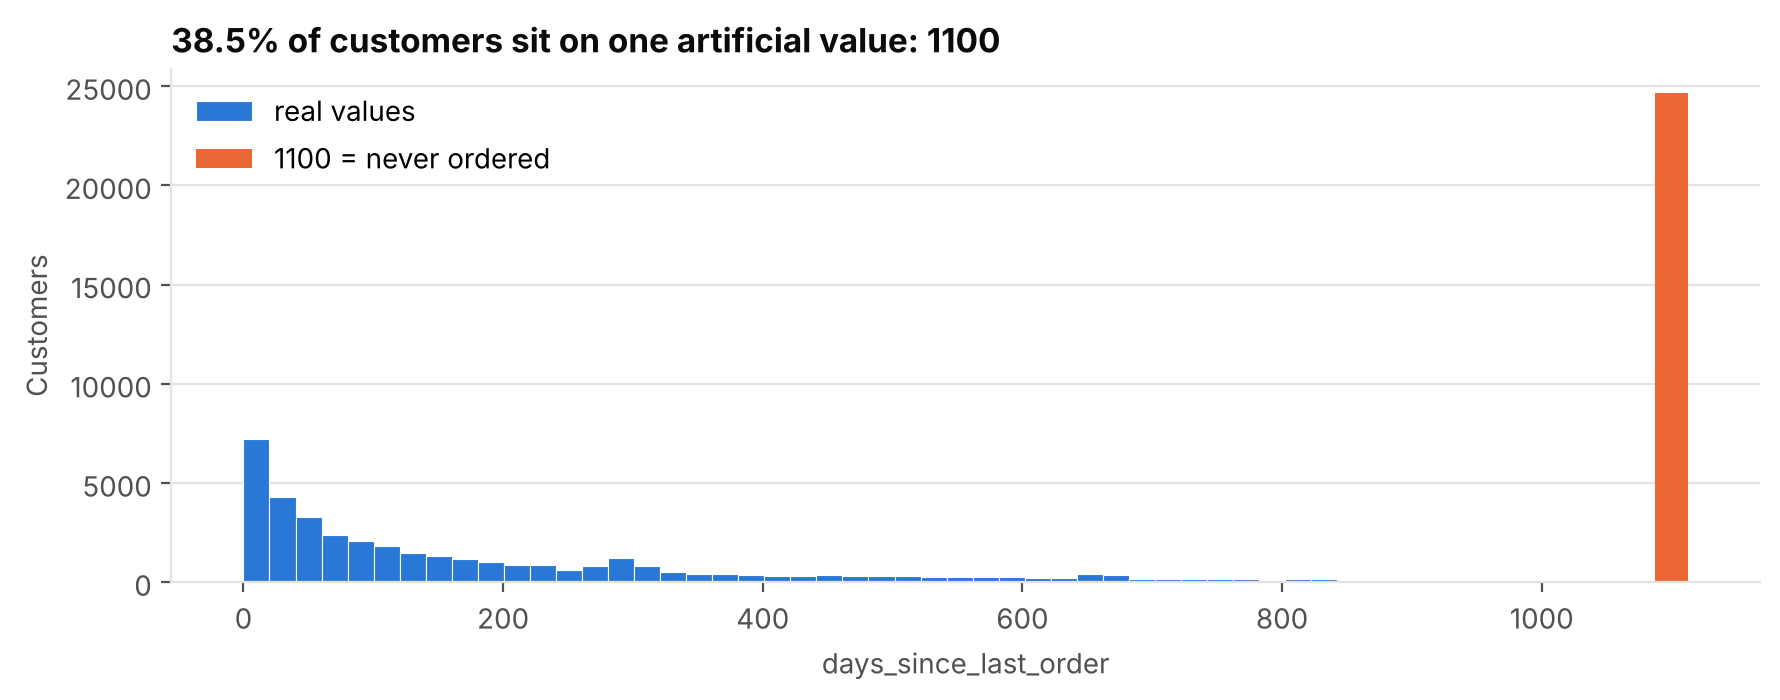 38.5% of customers sit on one artificial value: 1100
25000
20000
15000
10000
5000
0
Customers
real values
1100 = never ordered
0 200 400 600 800 1000
days_since_last_order